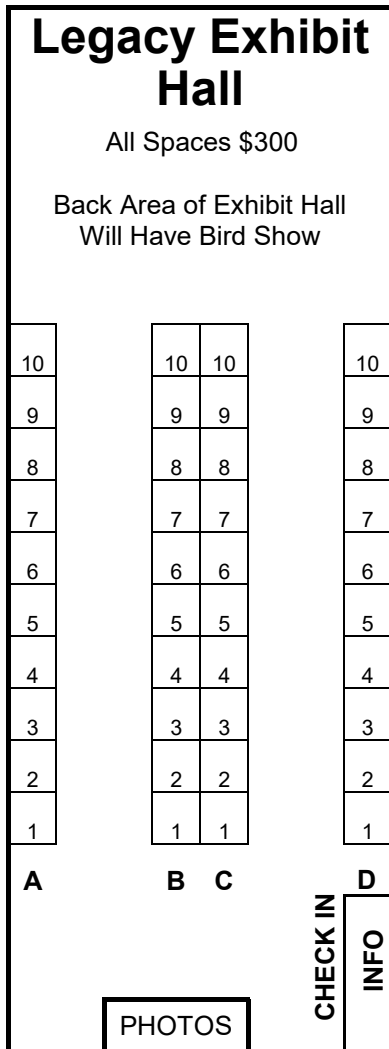 Legacy Exhibit
Hall
All Spaces $300
Back Area of Exhibit Hall
Will Have Bird Show
10 10 10 10
9 9 9 9
8 8 8 8
7 7 7 7
6 6 6 6
5 5 5 5
4 4 4 4
3 3 3 3
2 2 2 2
1 1 1 1
A B C D
CHECK IN
INFO
PHOTOS